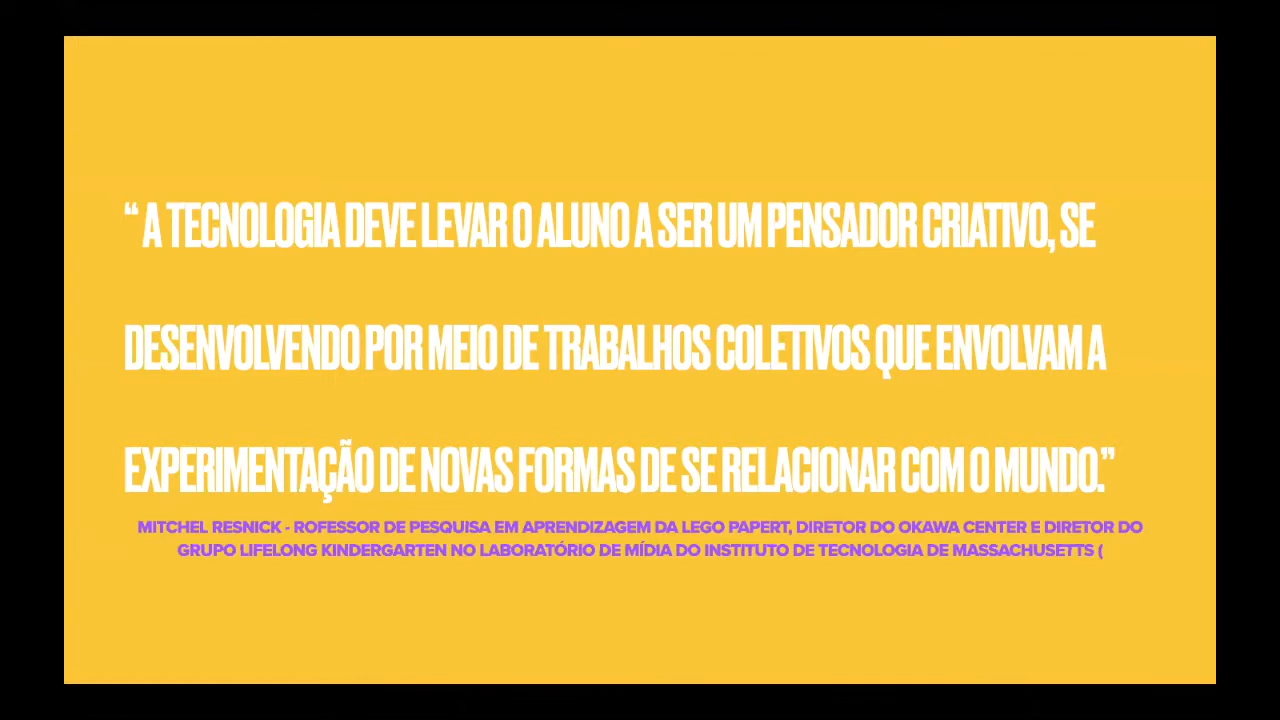 “ A TECNOLOGIA DEVE LEVAR O ALUNO A SER UM PENSADOR CRIATIVO, SE
DESENVOLVENDO POR MEIO DE TRABALHOS COLETIVOS QUE ENVOLVAM A
EXPERIMENTAÇÃO DE NOVAS FORMAS DE SE RELACIONAR COM O MUNDO.”
MITCHEL RESNICK - ROFESSOR DE PESQUISA EM APRENDIZAGEM DA LEGO PAPERT, DIRETOR DO OKAWA CENTER E DIRETOR DO
GRUPO LIFELONG KINDERGARTEN NO LABORATÓRIO DE MÍDIA DO INSTITUTO DE TECNOLOGIA DE MASSACHUSETTS (